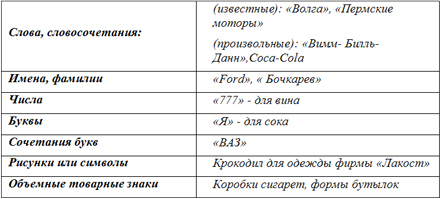 Слова, словосочетания:
(известные): «Волга», «Пермские
моторы»
(произвольные): «Вимм- Билль-
Данн»,Coca-Cola
Имена, фамилии
«Ford», « Бочкарев»
Числа
«777» - для вина
Буквы
«Я» - для сока
Сочетания букв
«ВАЗ»
Рисунки или символы
Крокодил для одежды фирмы «Лакост»
Объемные товарные знаки
Коробки сигарет, формы бутылок